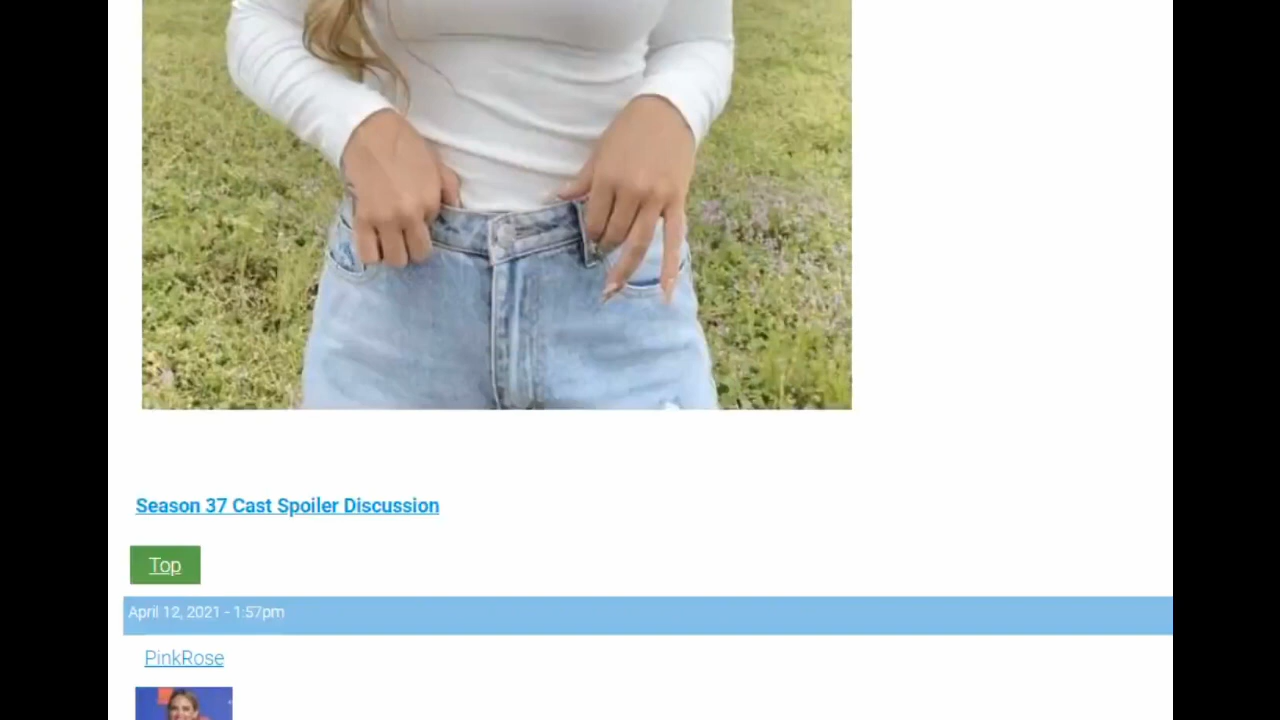 Season 37 Cast Spoiler Discussion
Top
April 12, 2021 - 1:57pm
PinkRose